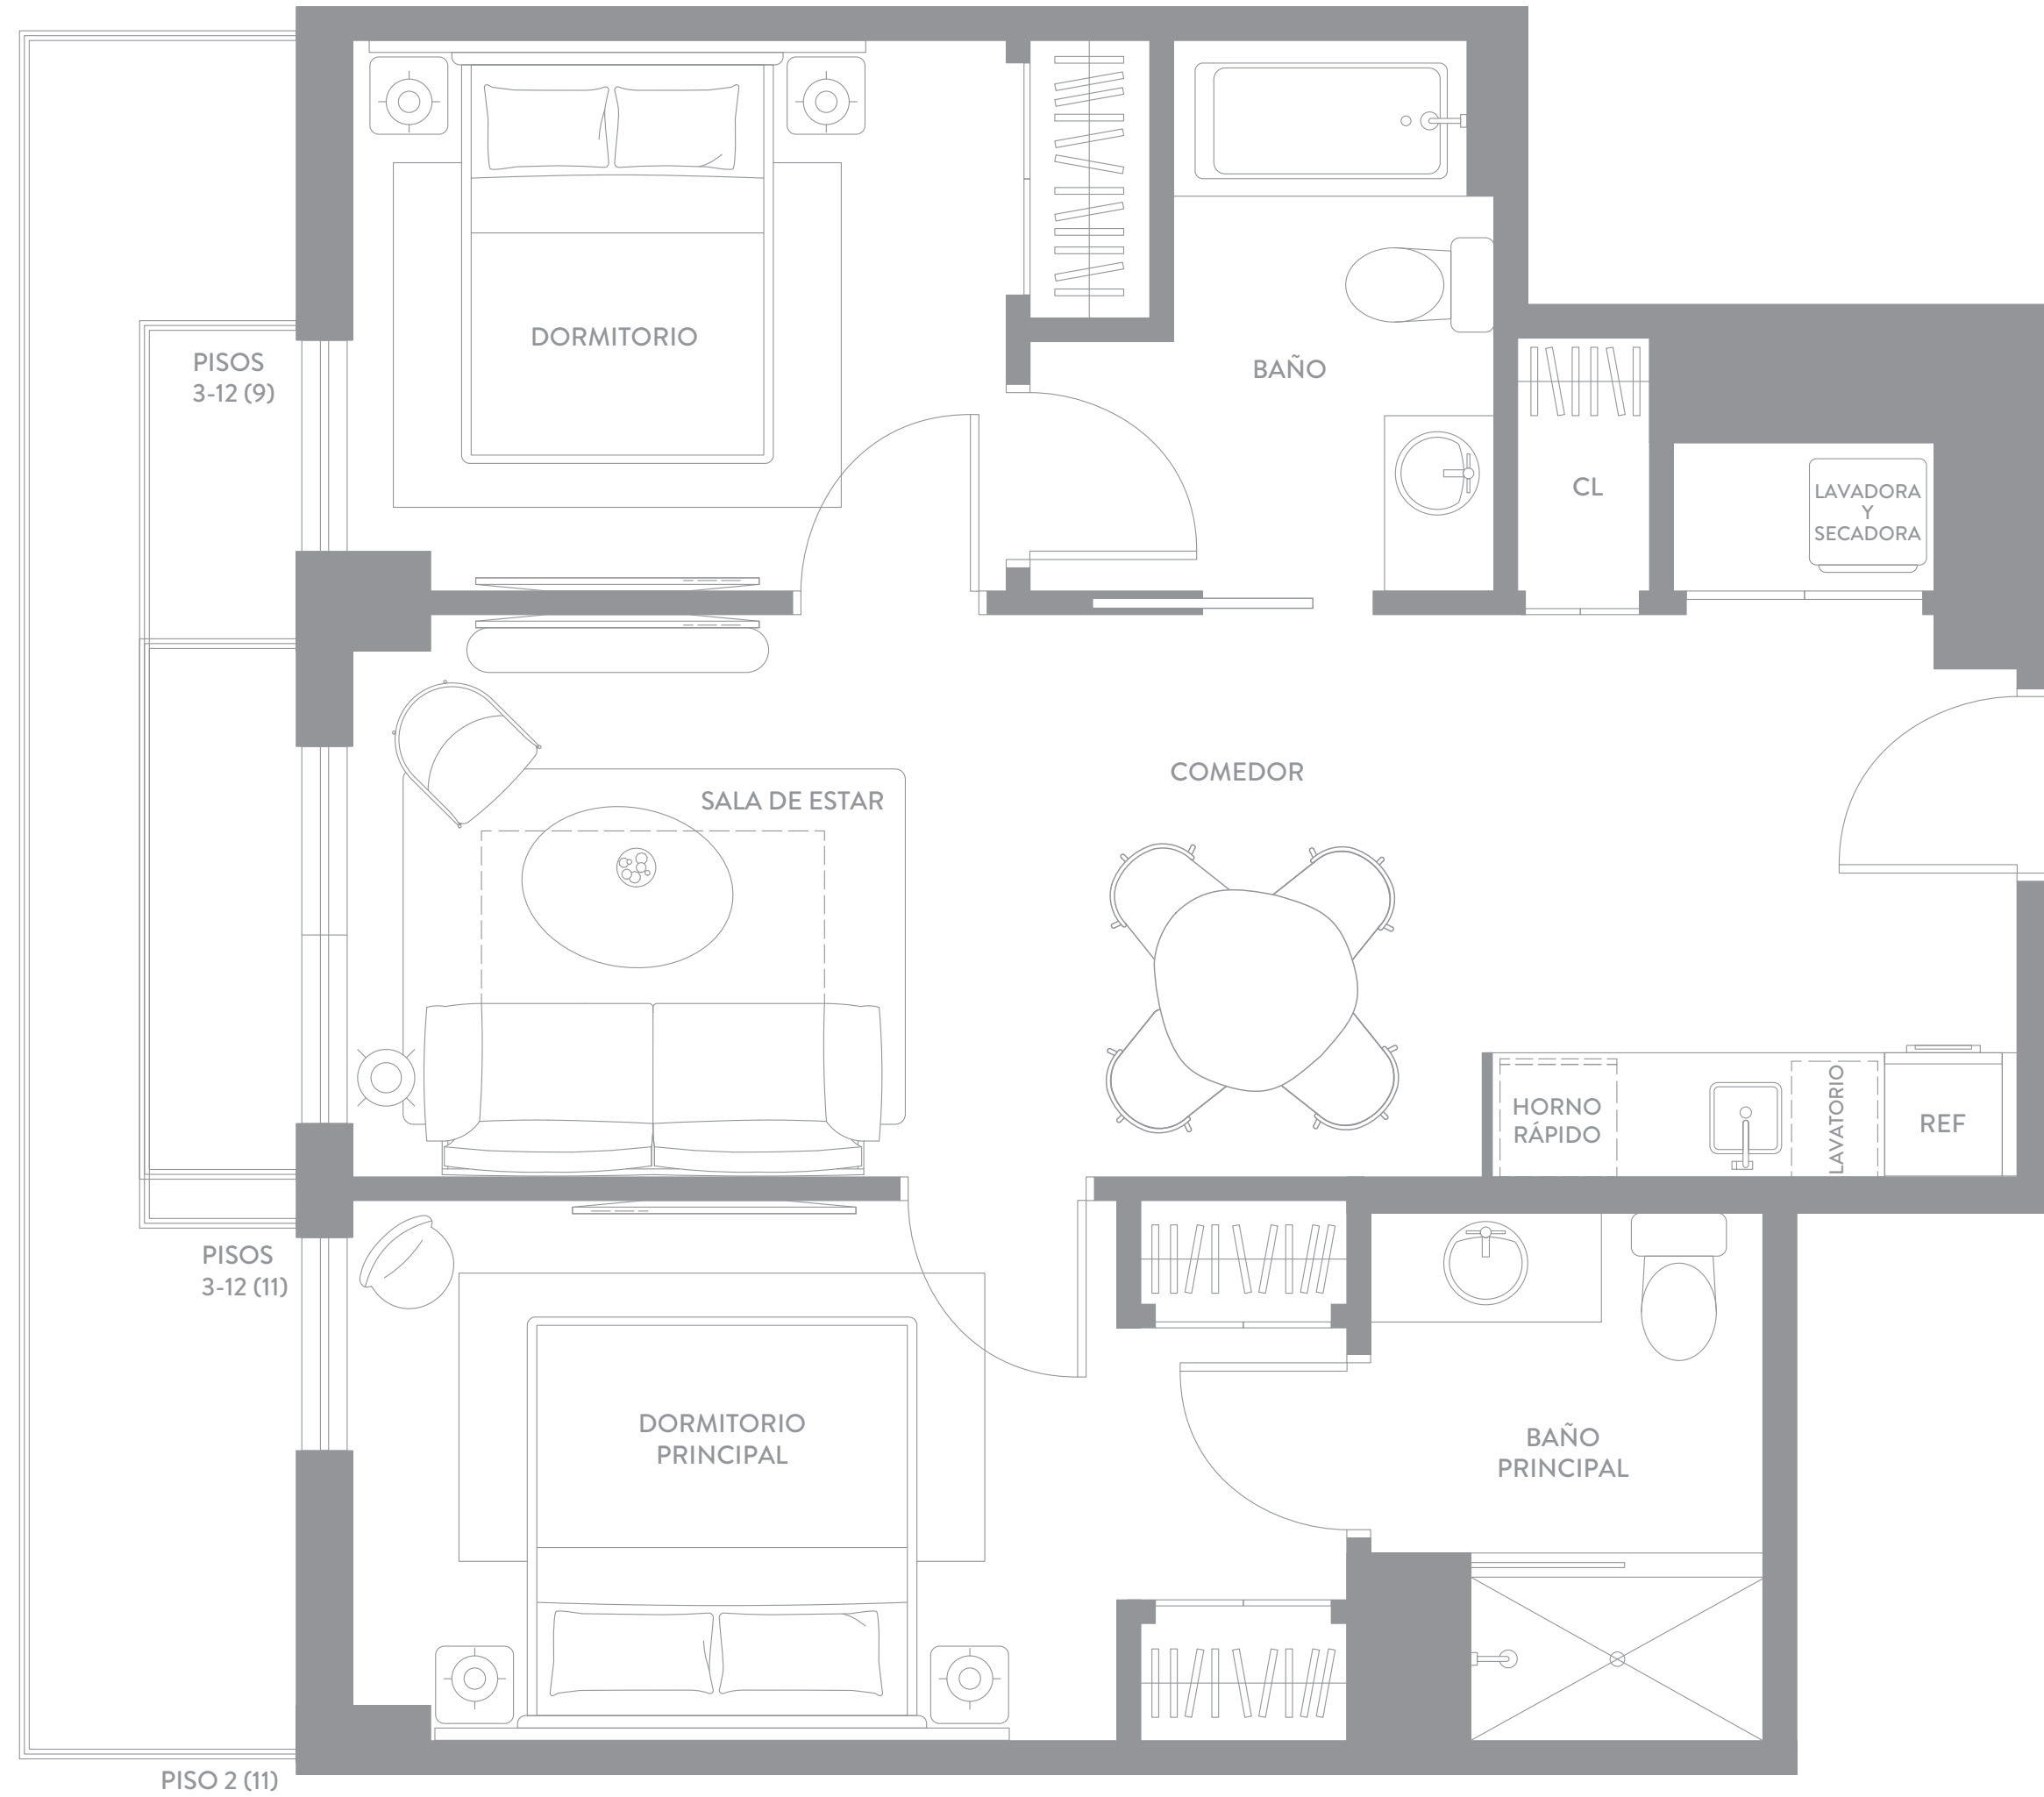 DORMITORIO
PISOS
3-12 (9)
BAÑO
CL
LAVADORA
Y
SECADORA
COMEDOR
SALA DE ESTAR
HORNO
RÁPIDO
LAVATORIO
REF
PISOS
3-12 (11)
DORMITORIO
PRINCIPAL
BAÑO
PRINCIPAL
PISO 2 (11)